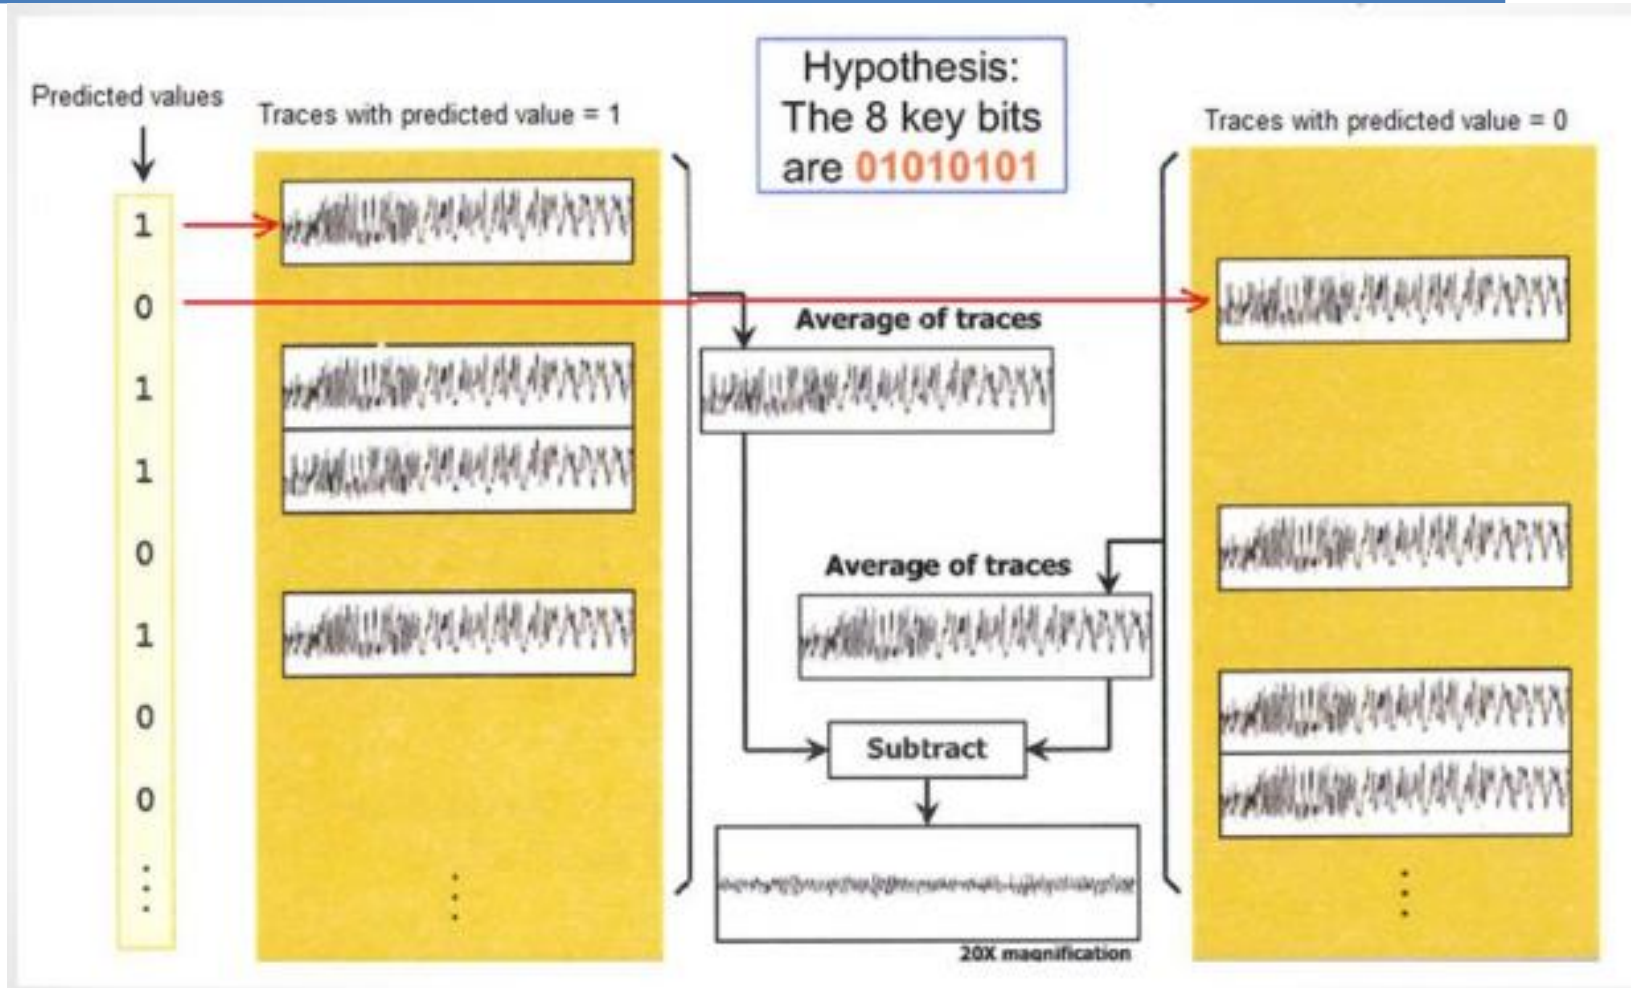 Predicted values
Traces with predicted value = 1
Hypothesis:
The 8 key bits
are 01010101
Traces with predicted value = 0
1
0
1
1
0
1
0
0
Average of traces
Average of traces
Subtract
20X magnification